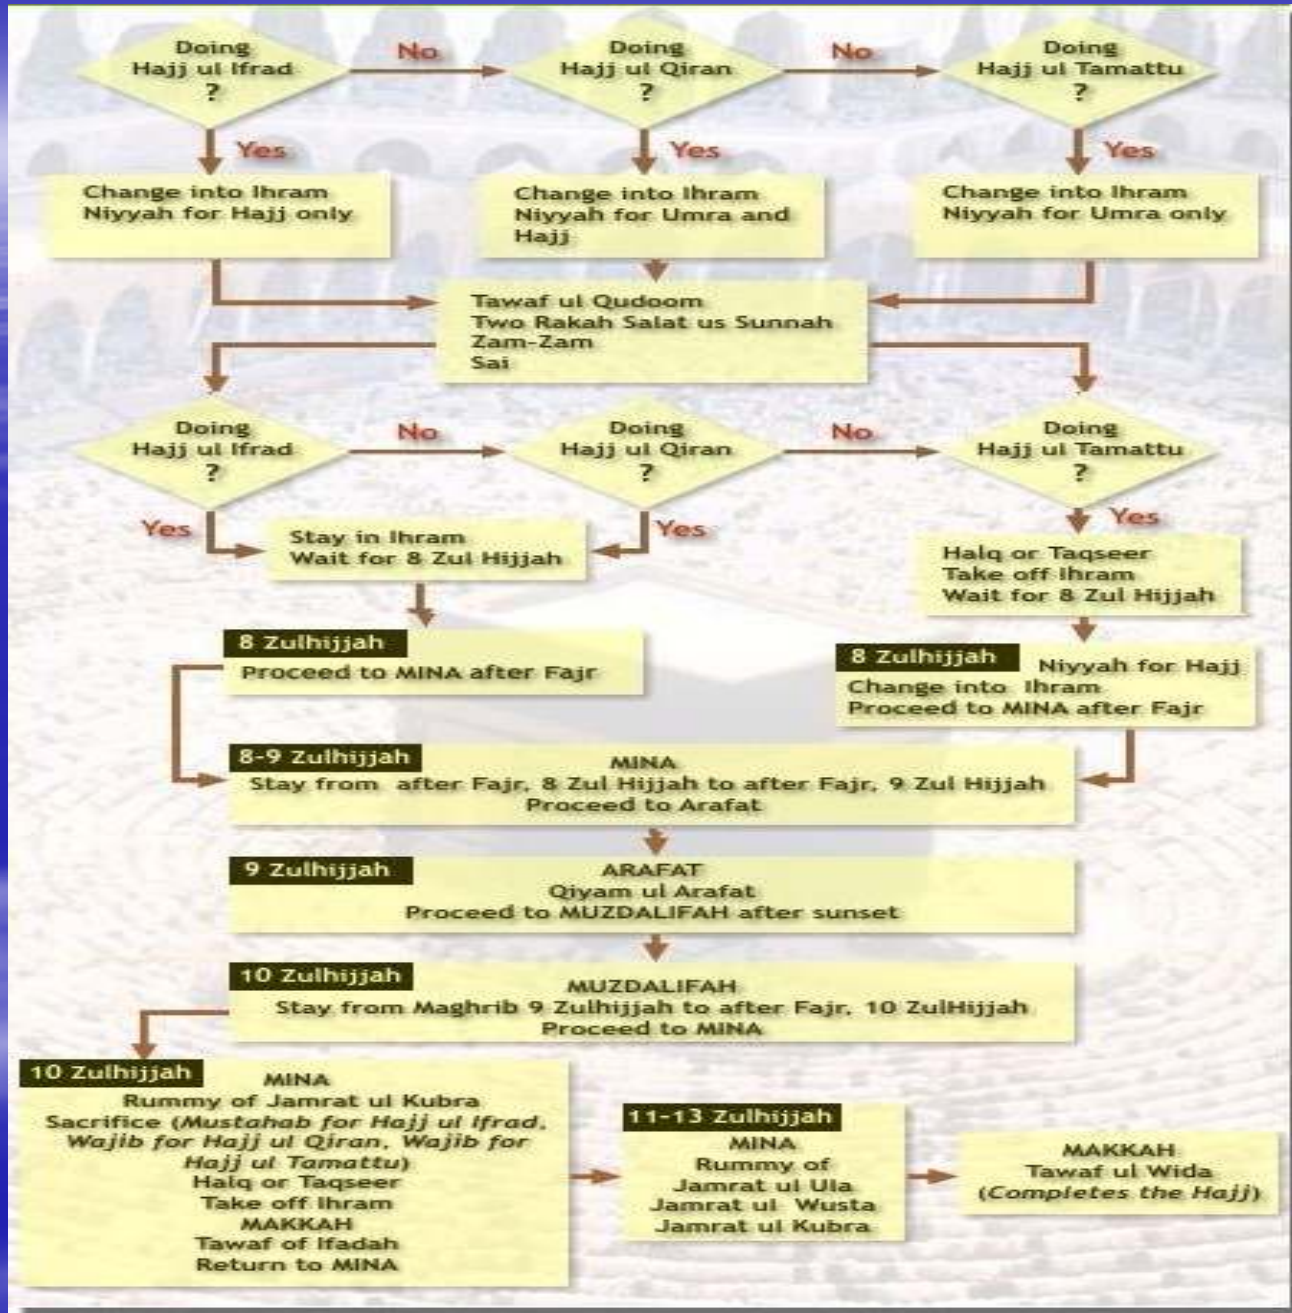 Doing
Hajj ul Ifrad
?
No
Doing
Hajj ul Qiran
?
No
Doing
Hajj ul Tamattu
?
Yes
Yes
Yes
Change into Ihram
Niyyah for Hajj only
Change into Ihram
Niyyah for Umra and
Hajj
Change into Ihram
Niyyah for Umra only
Tawaf ul Qudoom
Two Rakah Salat us Sunnah
Zam-Zam
Sai
Doing
Hajj ul Ifrad
?
No
Doing
Hajj ul Qiran
?
No
Doing
Hajj ul Tamattu
?
Yes
Yes
Yes
Stay in Ihram
Wait for 8 Zul Hijjah
Halq or Taqseer
Take off Ihram
Wait for 8 Zul Hijjah
8 Zulhijjah
Proceed to MINA after Fajr
8 Zulhijjah Niyyah for Hajj
Change into Ihram
Proceed to MINA after Fajr
8-9 Zulhijjah
MINA
Stay from after Fajr, 8 Zul Hijjah to after Fajr, 9 Zul Hijjah
Proceed to Arafat
9 Zulhijjah
ARAFAT
Qiyam ul Arafat
Proceed to MUZDALIFAH after sunset
10 Zulhijjah
MUZDALIFAH
Stay from Maghrib 9 Zulhijjah to after Fajr, 10 ZulHijjah
Proceed to MINA
10 Zulhijjah
MINA
Rummy of Jamrat ul Kubra
Sacrifice (Mustahab for Hajj ul Ifrad,
Wajib for Hajj ul Qiran, Wajib for
Hajj ul Tamattu)
Halq or Taqseer
Take off Ihram
MAKKAH
Tawaf of Ifadah
Return to MINA
11-13 Zulhijjah
MINA
Rummy of
Jamrat ul Ula
Jamrat ul Wusta
Jamrat ul Kubra
MAKKAH
Tawaf ul Wida
(Completes the Hajj)